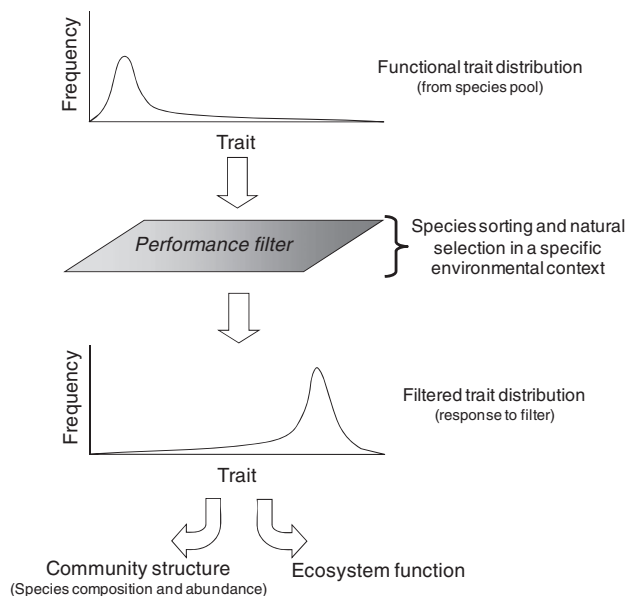 Frequency
Functional trait distribution
(from species pool)
Trait
Performance filter
Species sorting and natural
selection in a specific
environmental context
Frequency
Filtered trait distribution
(response to filter)
Trait
Community structure
(Species composition and abundance)
Ecosystem function